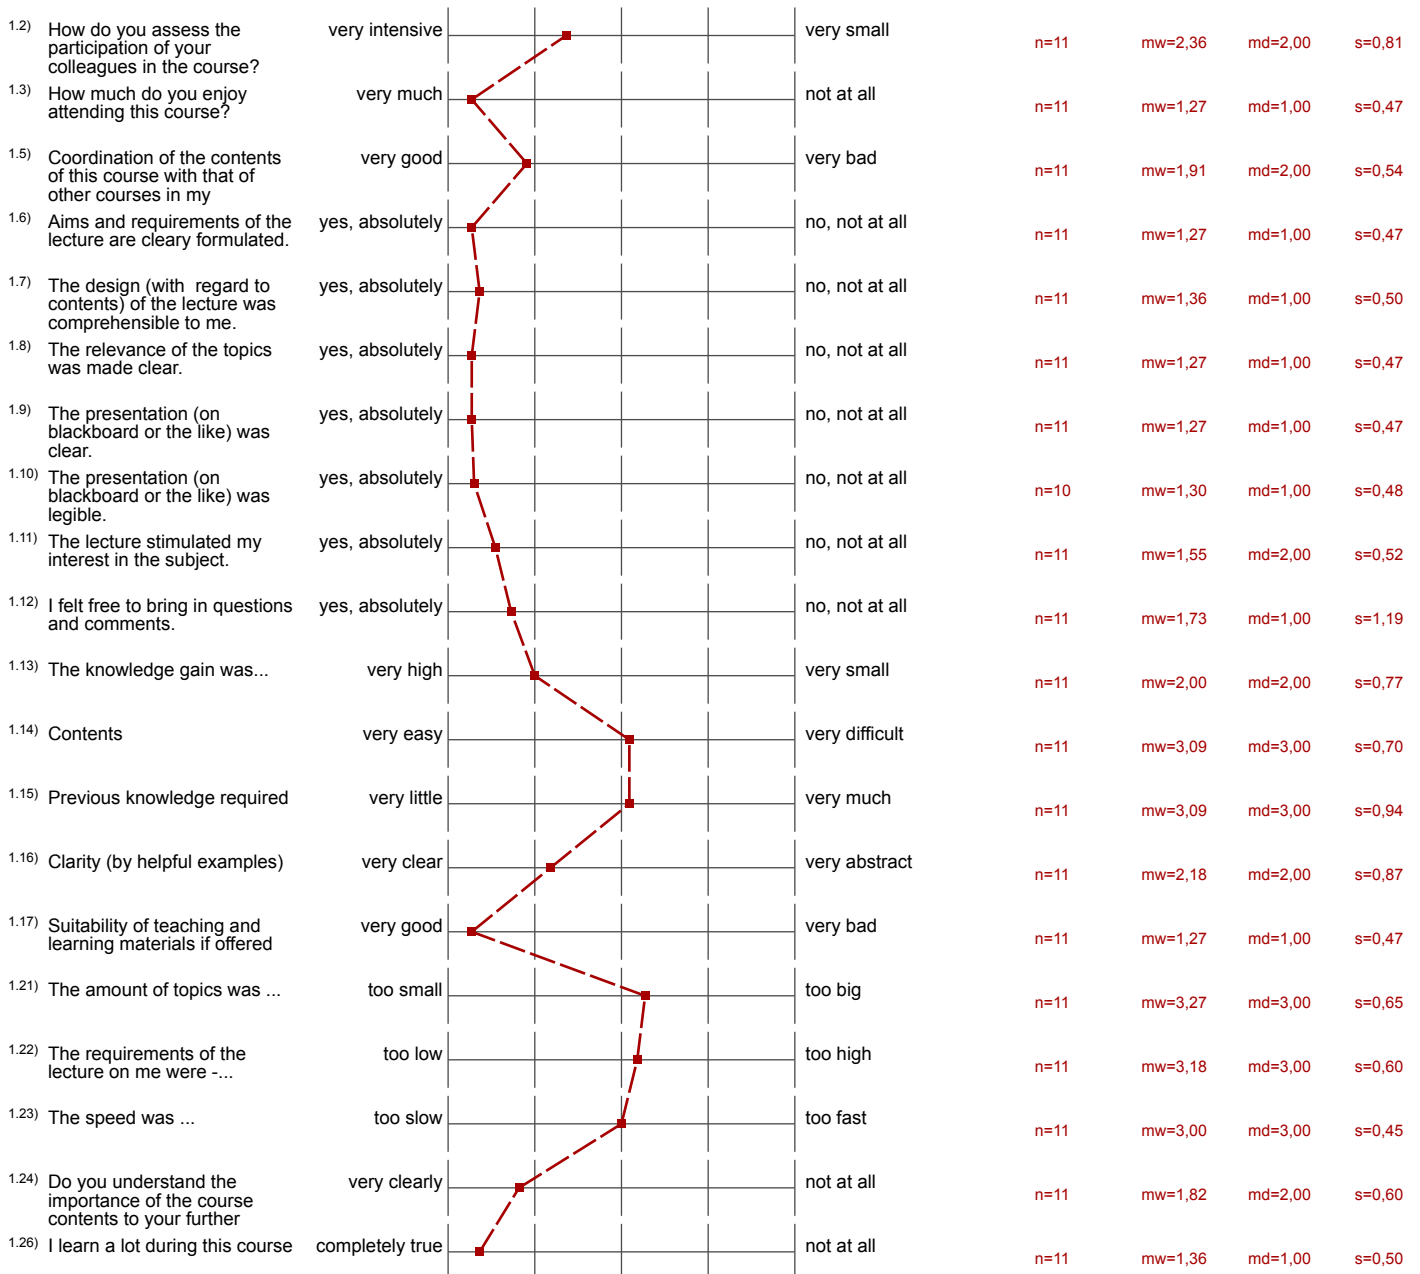 1.2) How do you assess the participation of your colleagues in the course? very intensive very small n=11 mw=2,36 md=2,00 s=0,81
1.3) How much do you enjoy attending this course? very much not at all n=11 mw=1,27 md=1,00 s=0,47
1.5) Coordination of the contents of this course with that of other courses in my very good very bad n=11 mw=1,91 md=2,00 s=0,54
1.6) Aims and requirements of the lecture are cleary formulated. yes, absolutely no, not at all n=11 mw=1,27 md=1,00 s=0,47
1.7) The design (with regard to contents) of the lecture was comprehensible to me. yes, absolutely no, not at all n=11 mw=1,36 md=1,00 s=0,50
1.8) The relevance of the topics was made clear. yes, absolutely no, not at all n=11 mw=1,27 md=1,00 s=0,47
1.9) The presentation (on blackboard or the like) was clear. yes, absolutely no, not at all n=11 mw=1,27 md=1,00 s=0,47
1.10) The presentation (on blackboard or the like) was legible. yes, absolutely no, not at all n=10 mw=1,30 md=1,00 s=0,48
1.11) The lecture stimulated my interest in the subject. yes, absolutely no, not at all n=11 mw=1,55 md=2,00 s=0,52
1.12) I felt free to bring in questions and comments. yes, absolutely no, not at all n=11 mw=1,73 md=1,00 s=1,19
1.13) The knowledge gain was... very high very small n=11 mw=2,00 md=2,00 s=0,77
1.14) Contents very easy very difficult n=11 mw=3,09 md=3,00 s=0,70
1.15) Previous knowledge required very little very much n=11 mw=3,09 md=3,00 s=0,94
1.16) Clarity (by helpful examples) very clear very abstract n=11 mw=2,18 md=2,00 s=0,87
1.17) Suitability of teaching and learning materials if offered very good very bad n=11 mw=1,27 md=1,00 s=0,47
1.21) The amount of topics was ... too small too big n=11 mw=3,27 md=3,00 s=0,65
1.22) The requirements of the lecture on me were -... too low too high n=11 mw=3,18 md=3,00 s=0,60
1.23) The speed was ... too slow too fast n=11 mw=3,00 md=3,00 s=0,45
1.24) Do you understand the importance of the course contents to your further very clearly not at all n=11 mw=1,82 md=2,00 s=0,60
1.26) I learn a lot during this course completely true not at all n=11 mw=1,36 md=1,00 s=0,50